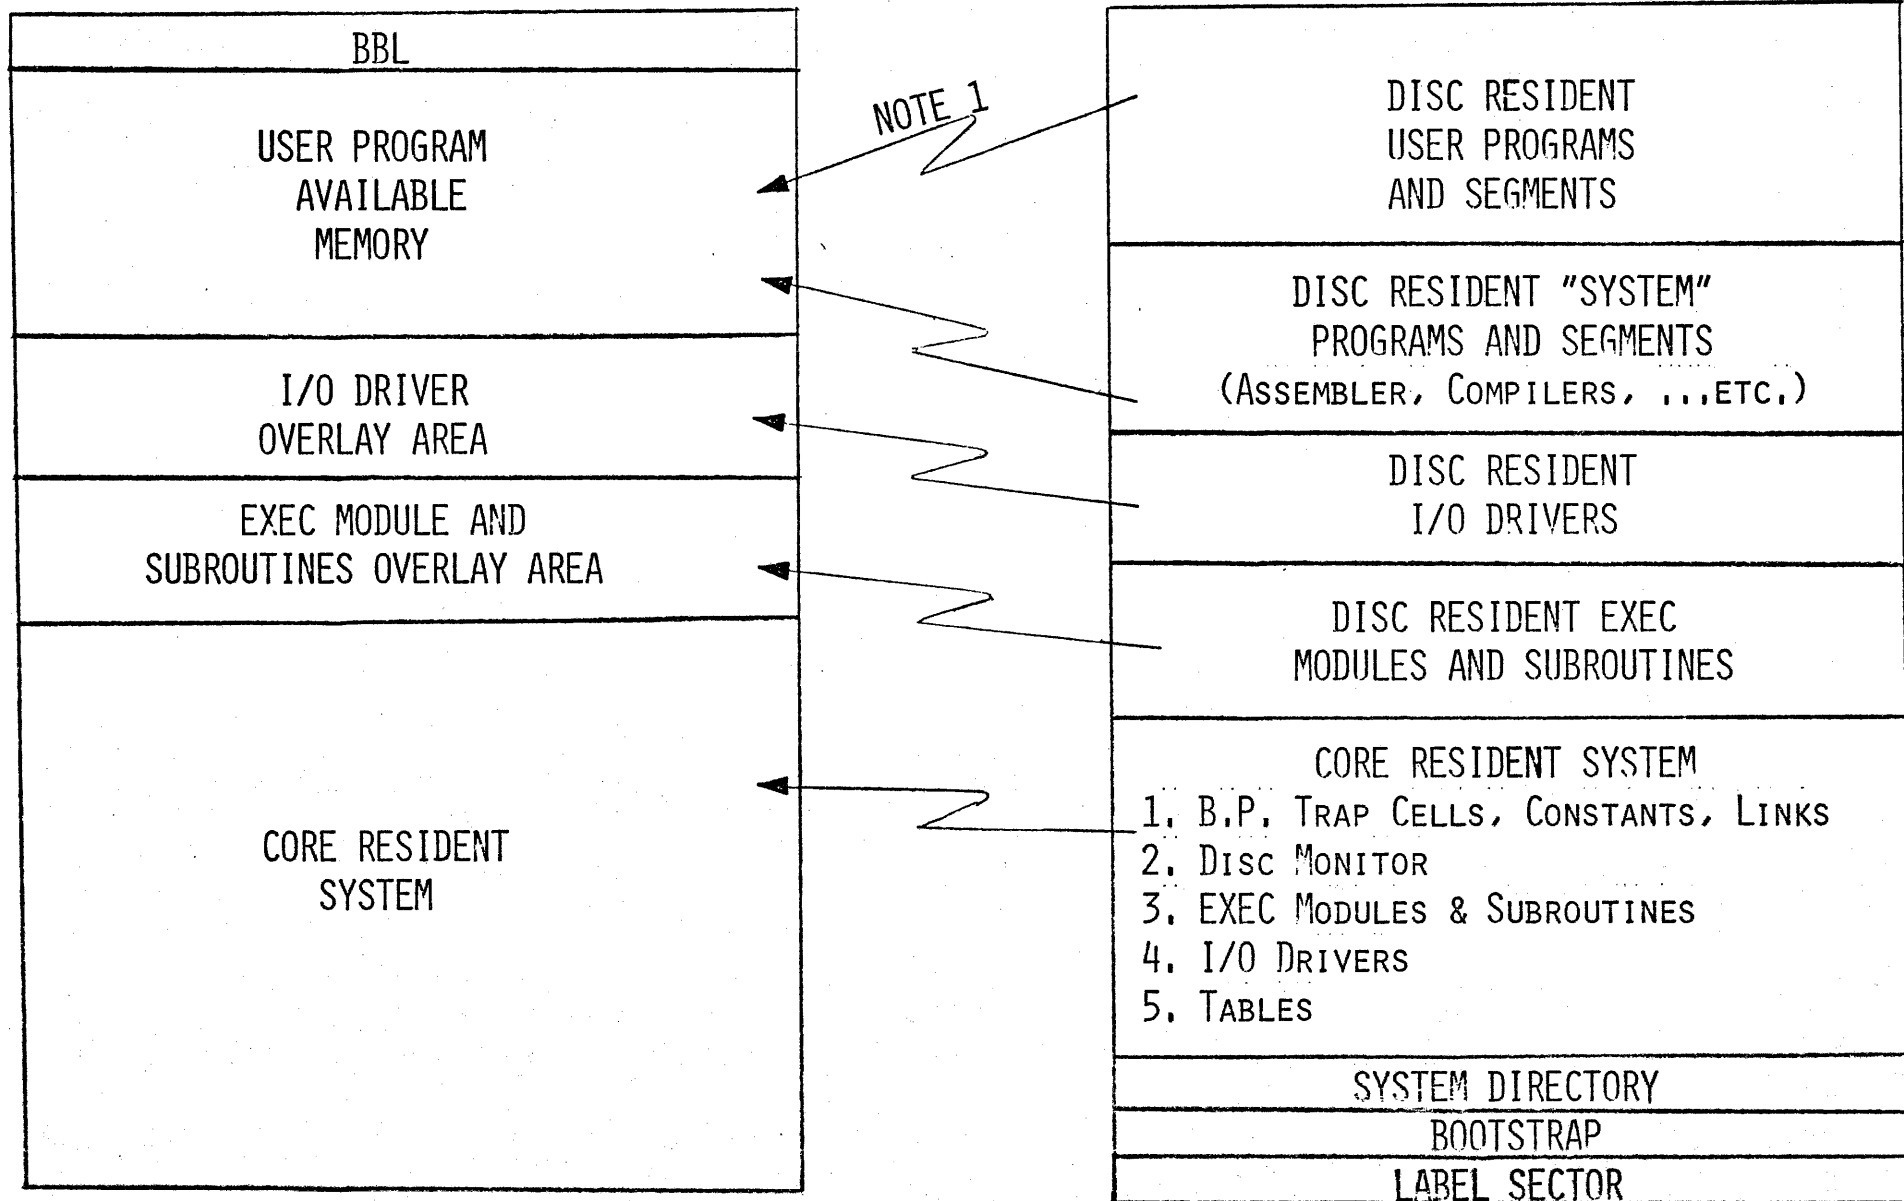 BBL
USER PROGRAM
AVAILABLE
MEMORY
I/O DRIVER
OVERLAY AREA
EXEC MODULE AND
SUBROUTINES OVERLAY AREA
CORE RESIDENT
SYSTEM
NOTE 1
DISC RESIDENT
USER PROGRAMS
AND SEGMENTS
DISC RESIDENT "SYSTEM"
PROGRAMS AND SEGMENTS
(ASSEMBLER, COMPILERS, ...ETC.)
DISC RESIDENT
I/O DRIVERS
DISC RESIDENT EXEC
MODULES AND SUBROUTINES
CORE RESIDENT SYSTEM
1. B.P. TRAP CELLS, CONSTANTS, LINKS
2. DISC MONITOR
3. EXEC MODULES & SUBROUTINES
4. I/O DRIVERS
5. TABLES
SYSTEM DIRECTORY
BOOTSTRAP
LABEL SECTOR